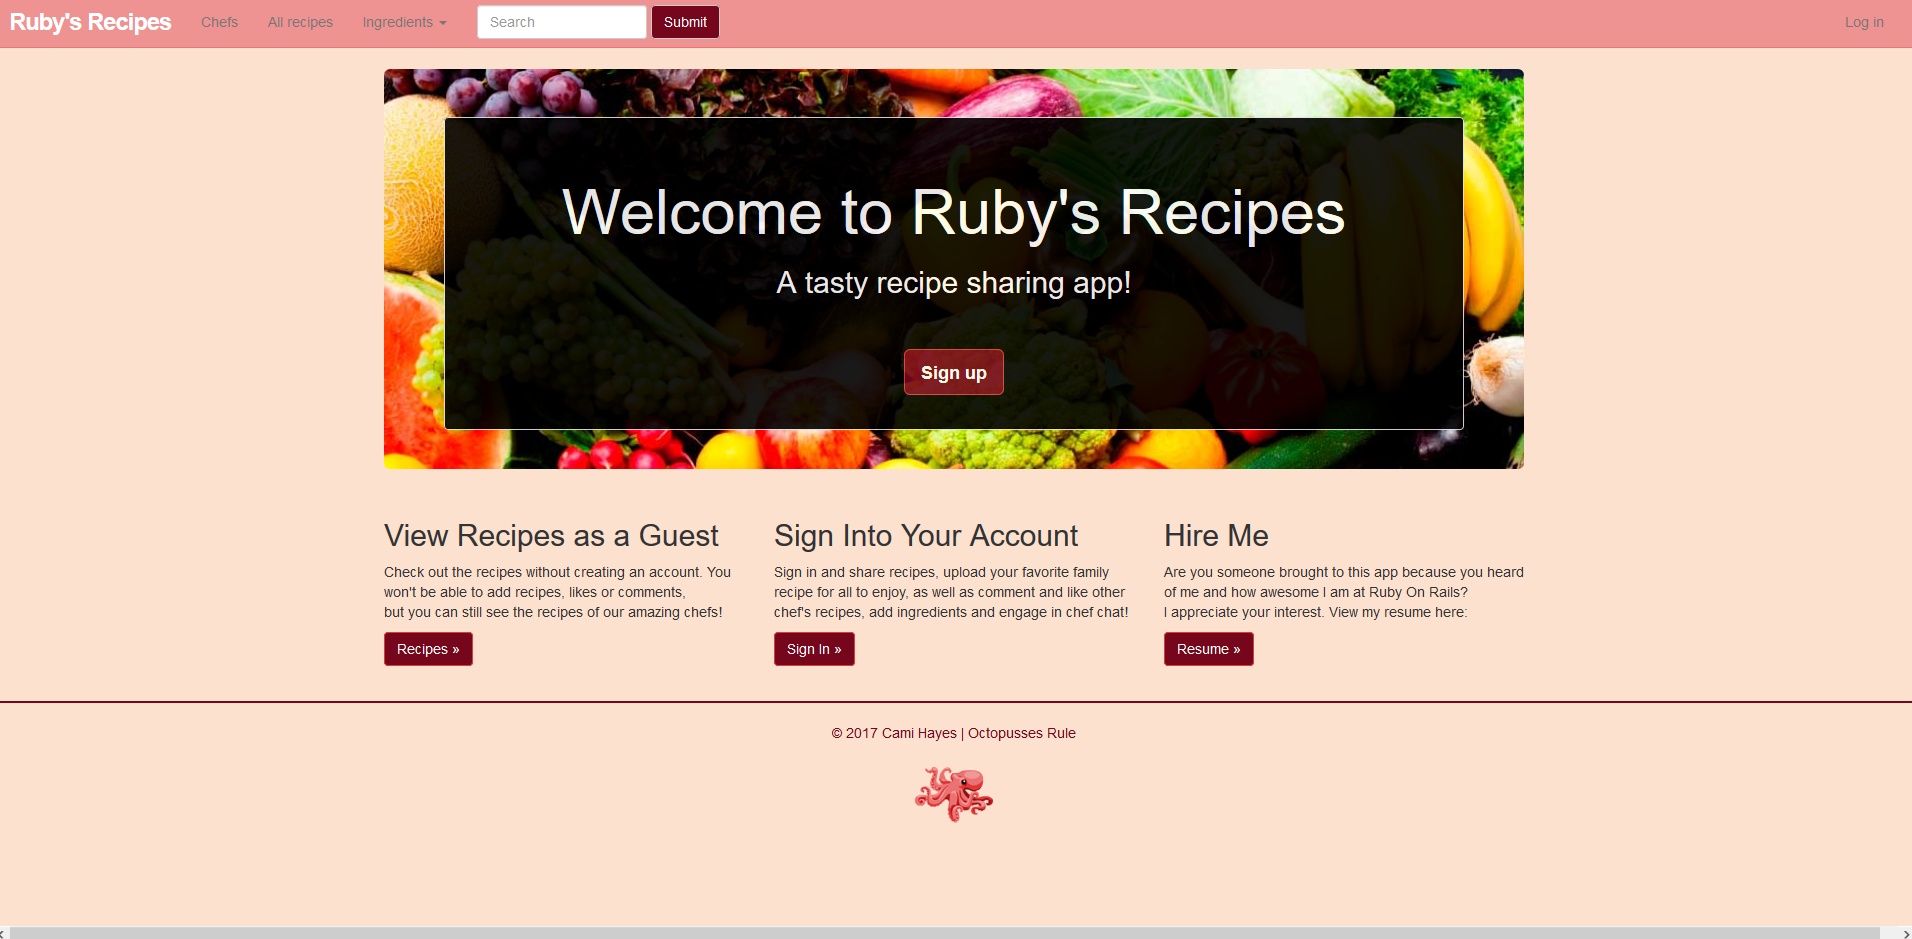 Ruby's Recipes Chefs All recipes Ingredients Search Submit Log in
Welcome to Ruby's Recipes
A tasty recipe sharing app!
Sign up
View Recipes as a Guest
Check out the recipes without creating an account. You
won't be able to add recipes, likes or comments,
but you can still see the recipes of our amazing chefs!
Recipes »
Sign Into Your Account
Sign in and share recipes, upload your favorite family
recipe for all to enjoy, as well as comment and like other
chef's recipes, add ingredients and engage in chef chat!
Sign In »
Hire Me
Are you someone brought to this app because you heard
of me and how awesome I am at Ruby On Rails?
I appreciate your interest. View my resume here:
Resume »
© 2017 Cami Hayes | Octopusses Rule